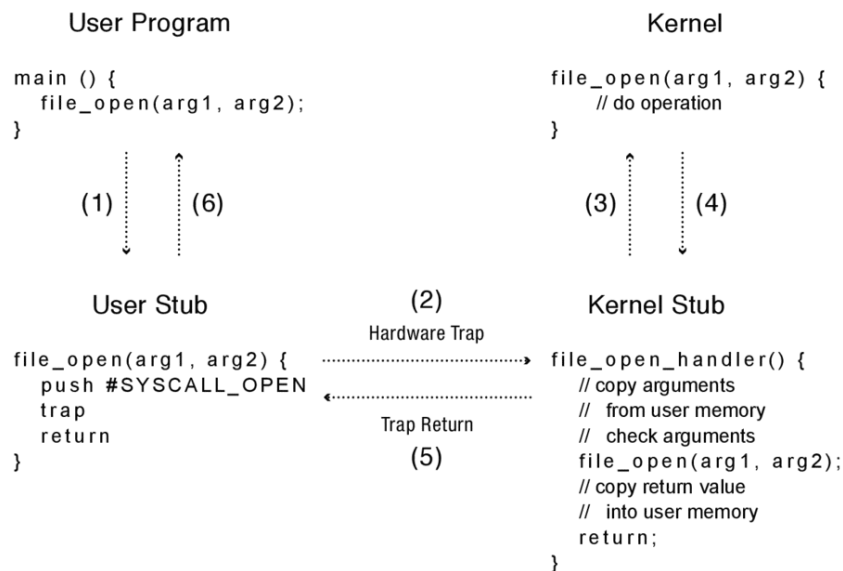 User Program
main () {
file_open(arg1, arg2);
}
(1)
(6)
User Stub
file_open(arg1, arg2) {
push #SYSCALL_OPEN
trap
return
}
(2)
Hardware Trap
Trap Return
(5)
Kernel
file_open(arg1, arg2) {
// do operation
}
(3)
(4)
Kernel Stub
file_open_handler() {
// copy arguments
// from user memory
// check arguments
file_open(arg1, arg2);
// copy return value
// into user memory
return;
}